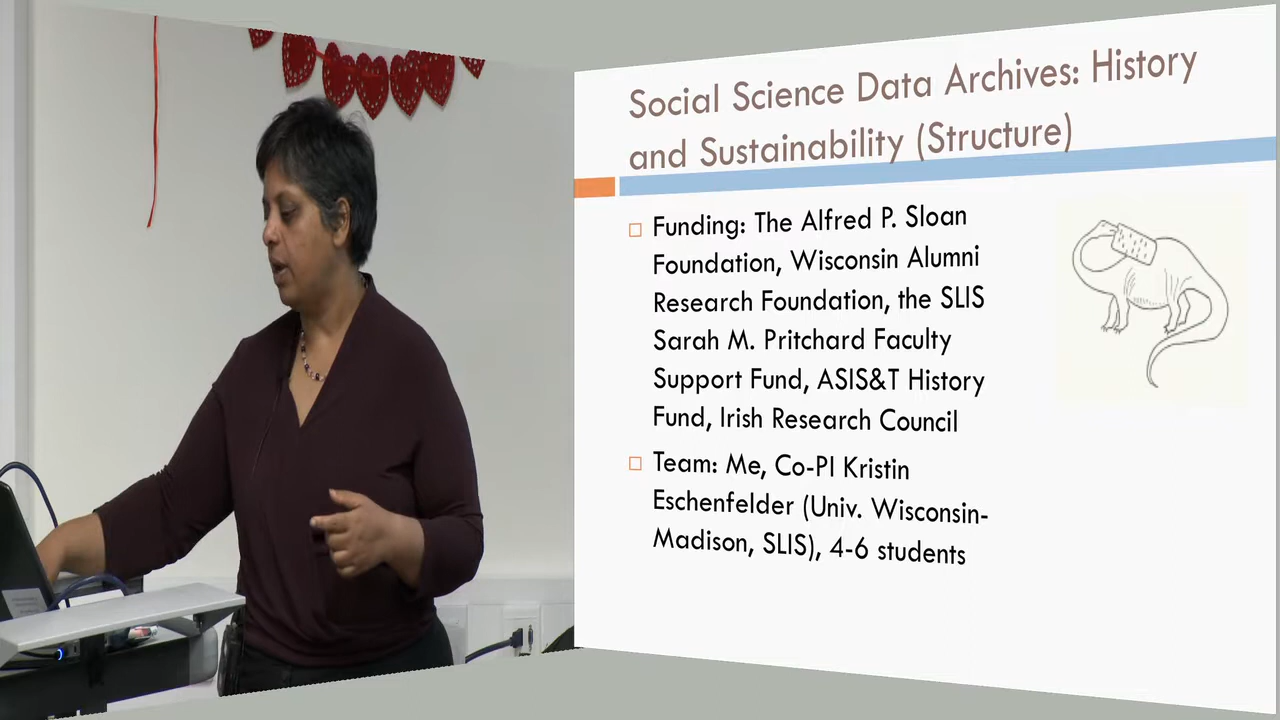 Social Science Data Archives: History
and Sustainability (Structure)
Funding: The Alfred P. Sloan
Foundation, Wisconsin Alumni
Research Foundation, the SLIS
Sarah M. Pritchard Faculty
Support Fund, ASIS&T History
Fund, Irish Research Council
Team: Me, Co-PI Kristin
Eschenfelder (Univ. Wisconsin-
Madison, SLIS), 4-6 students